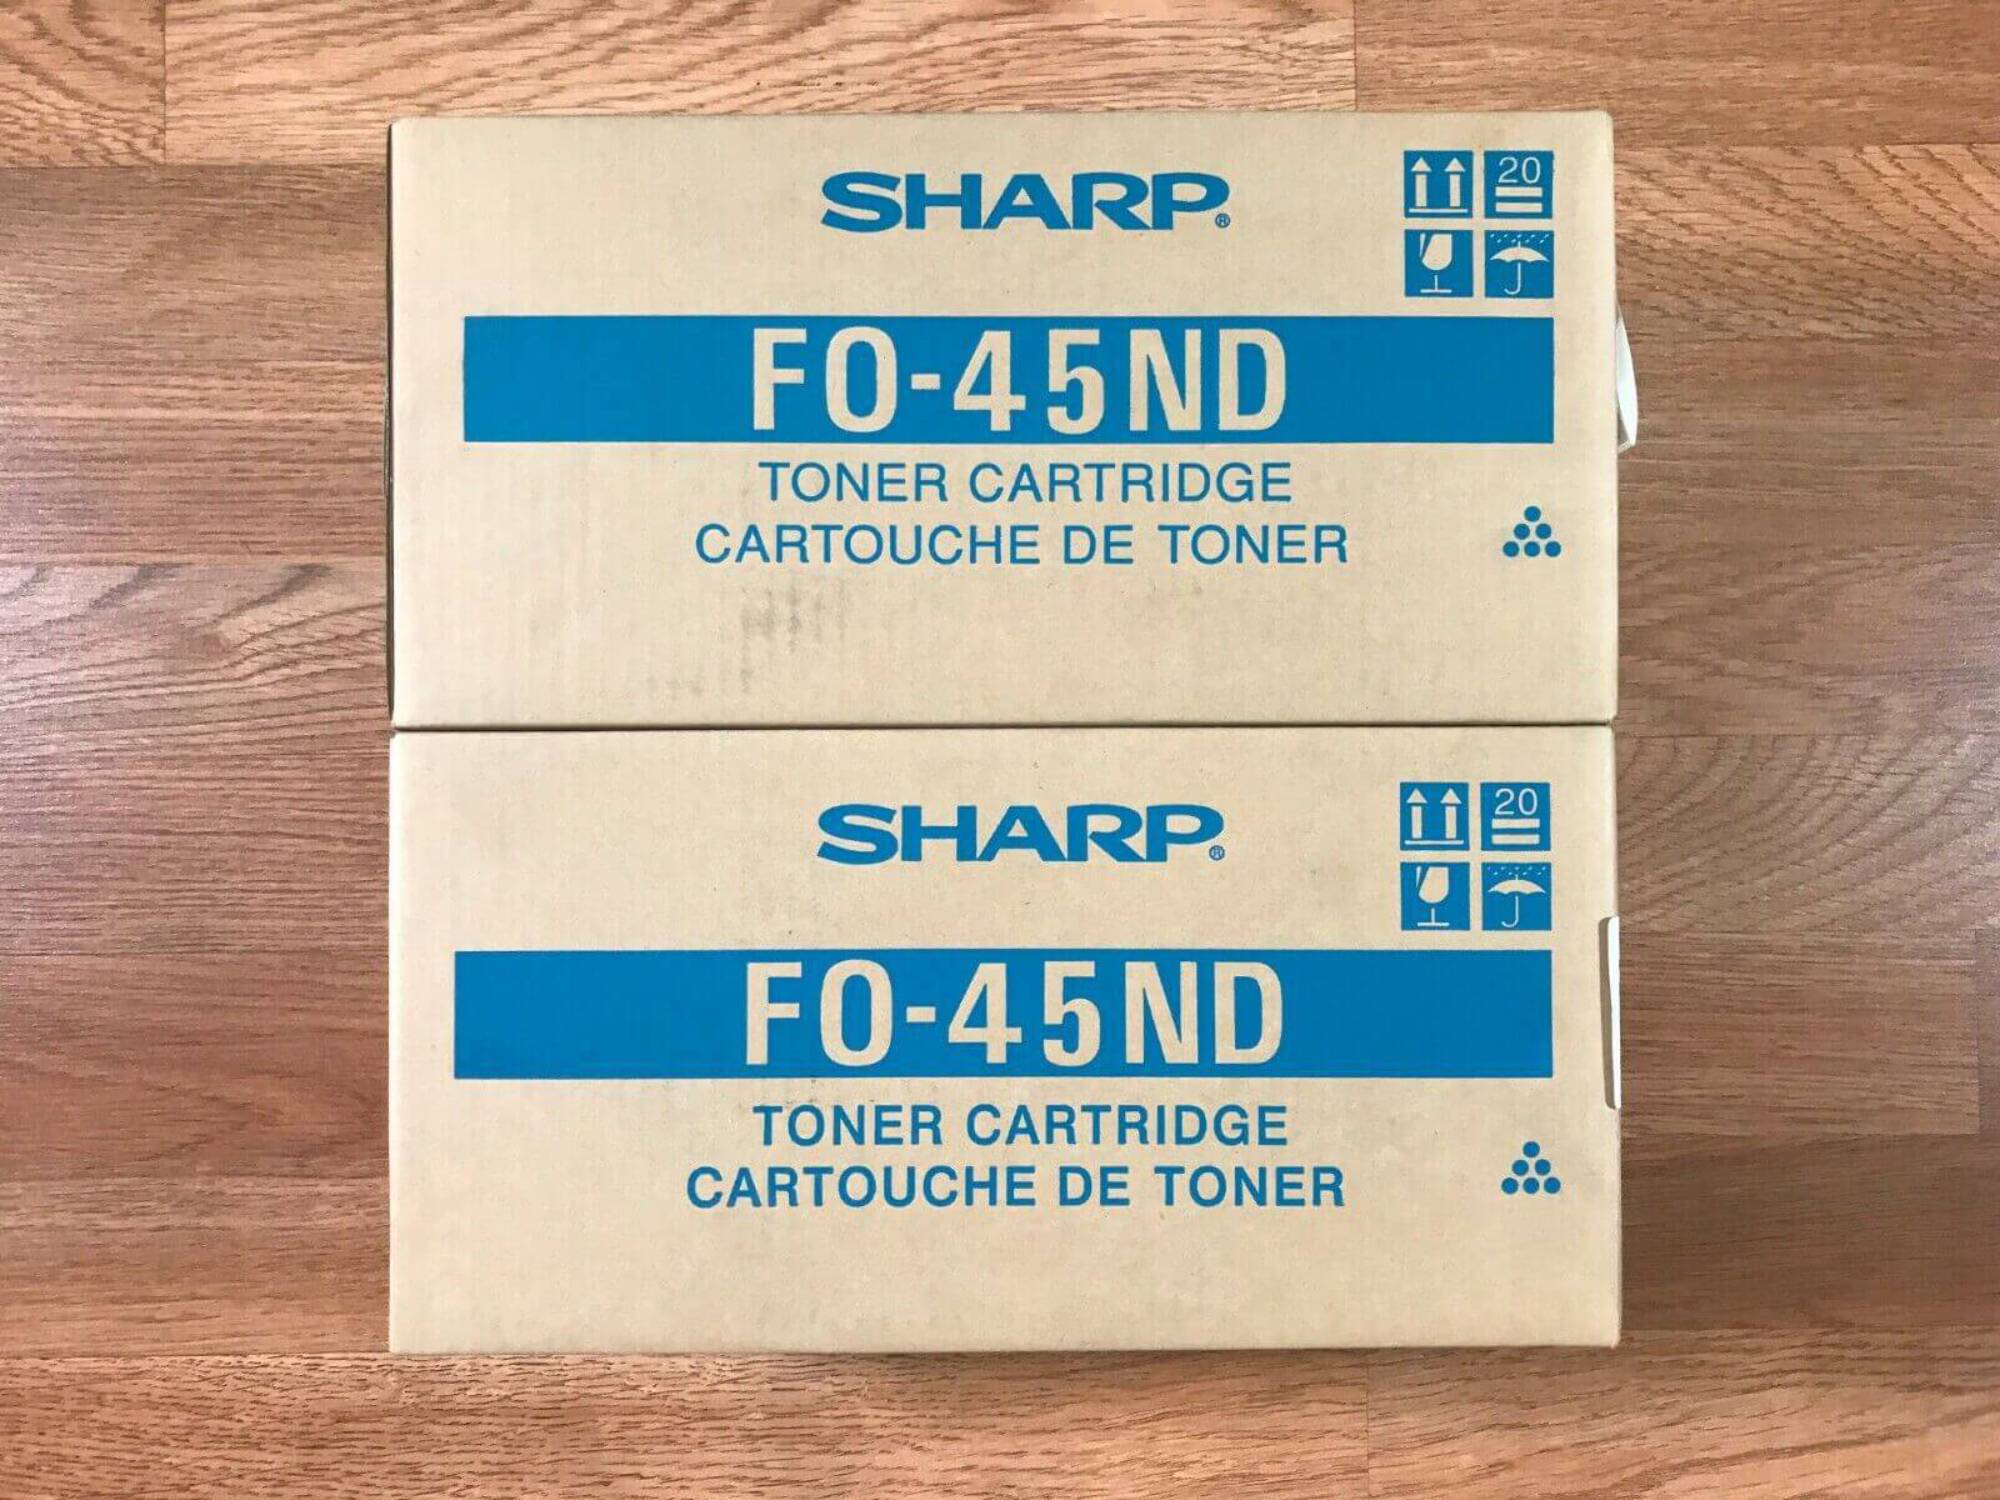 SHARP®
20
FO-45ND
TONER CARTRIDGE
CARTOUCHE DE TONER
SHARP®
20
FO-45ND
TONER CARTRIDGE
CARTOUCHE DE TONER